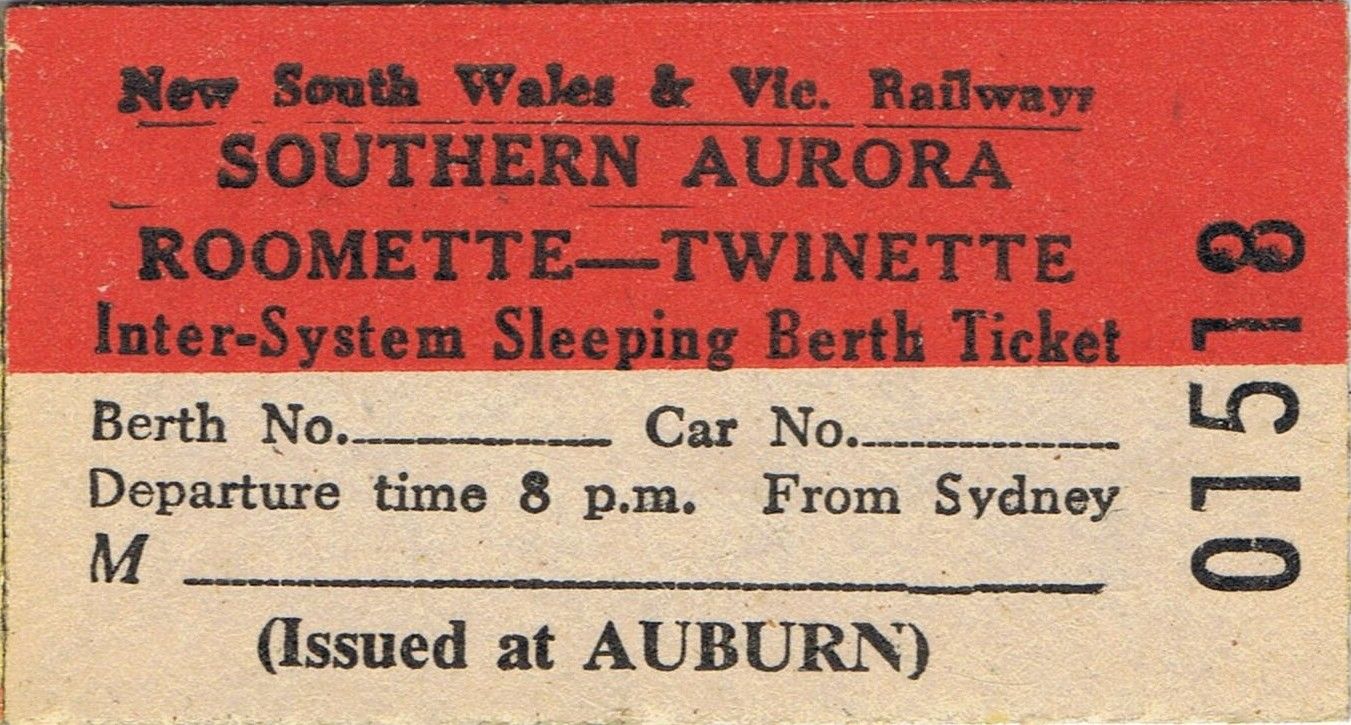 New South Wales & Vic. Railways
SOUTHERN AURORA
ROOMETTE—TWINETTE
Inter-System Sleeping Berth Ticket
Berth No. Car No.
Departure time 8 p.m. From Sydney
M
(Issued at AUBURN)
01518